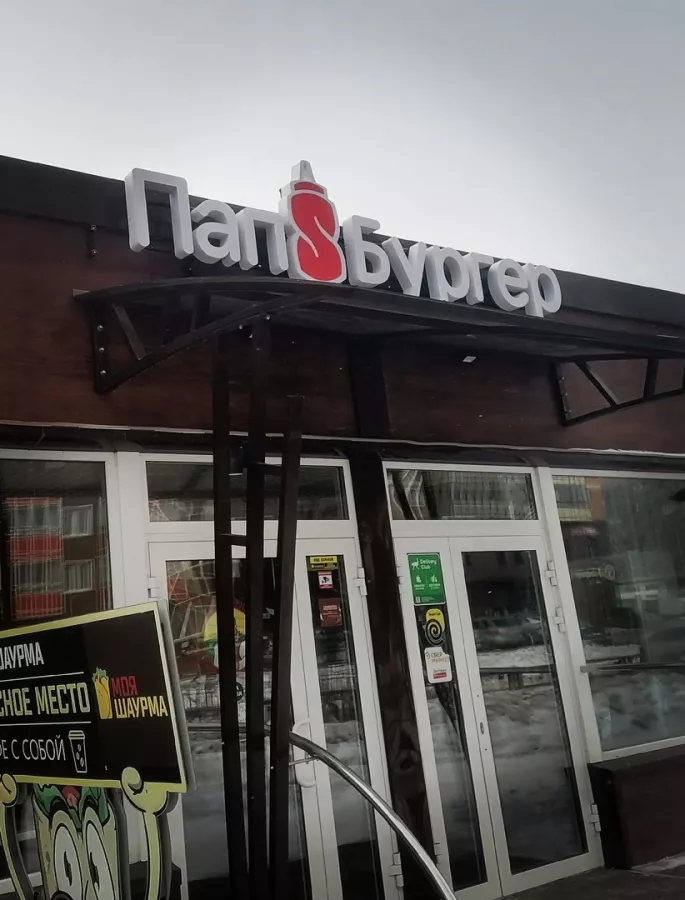 Пап Бургер
Delivery
Club
ШАУРМА
СНОЕ МЕСТО
МОЯ
ШАУРМА
Е С СОБОЙ